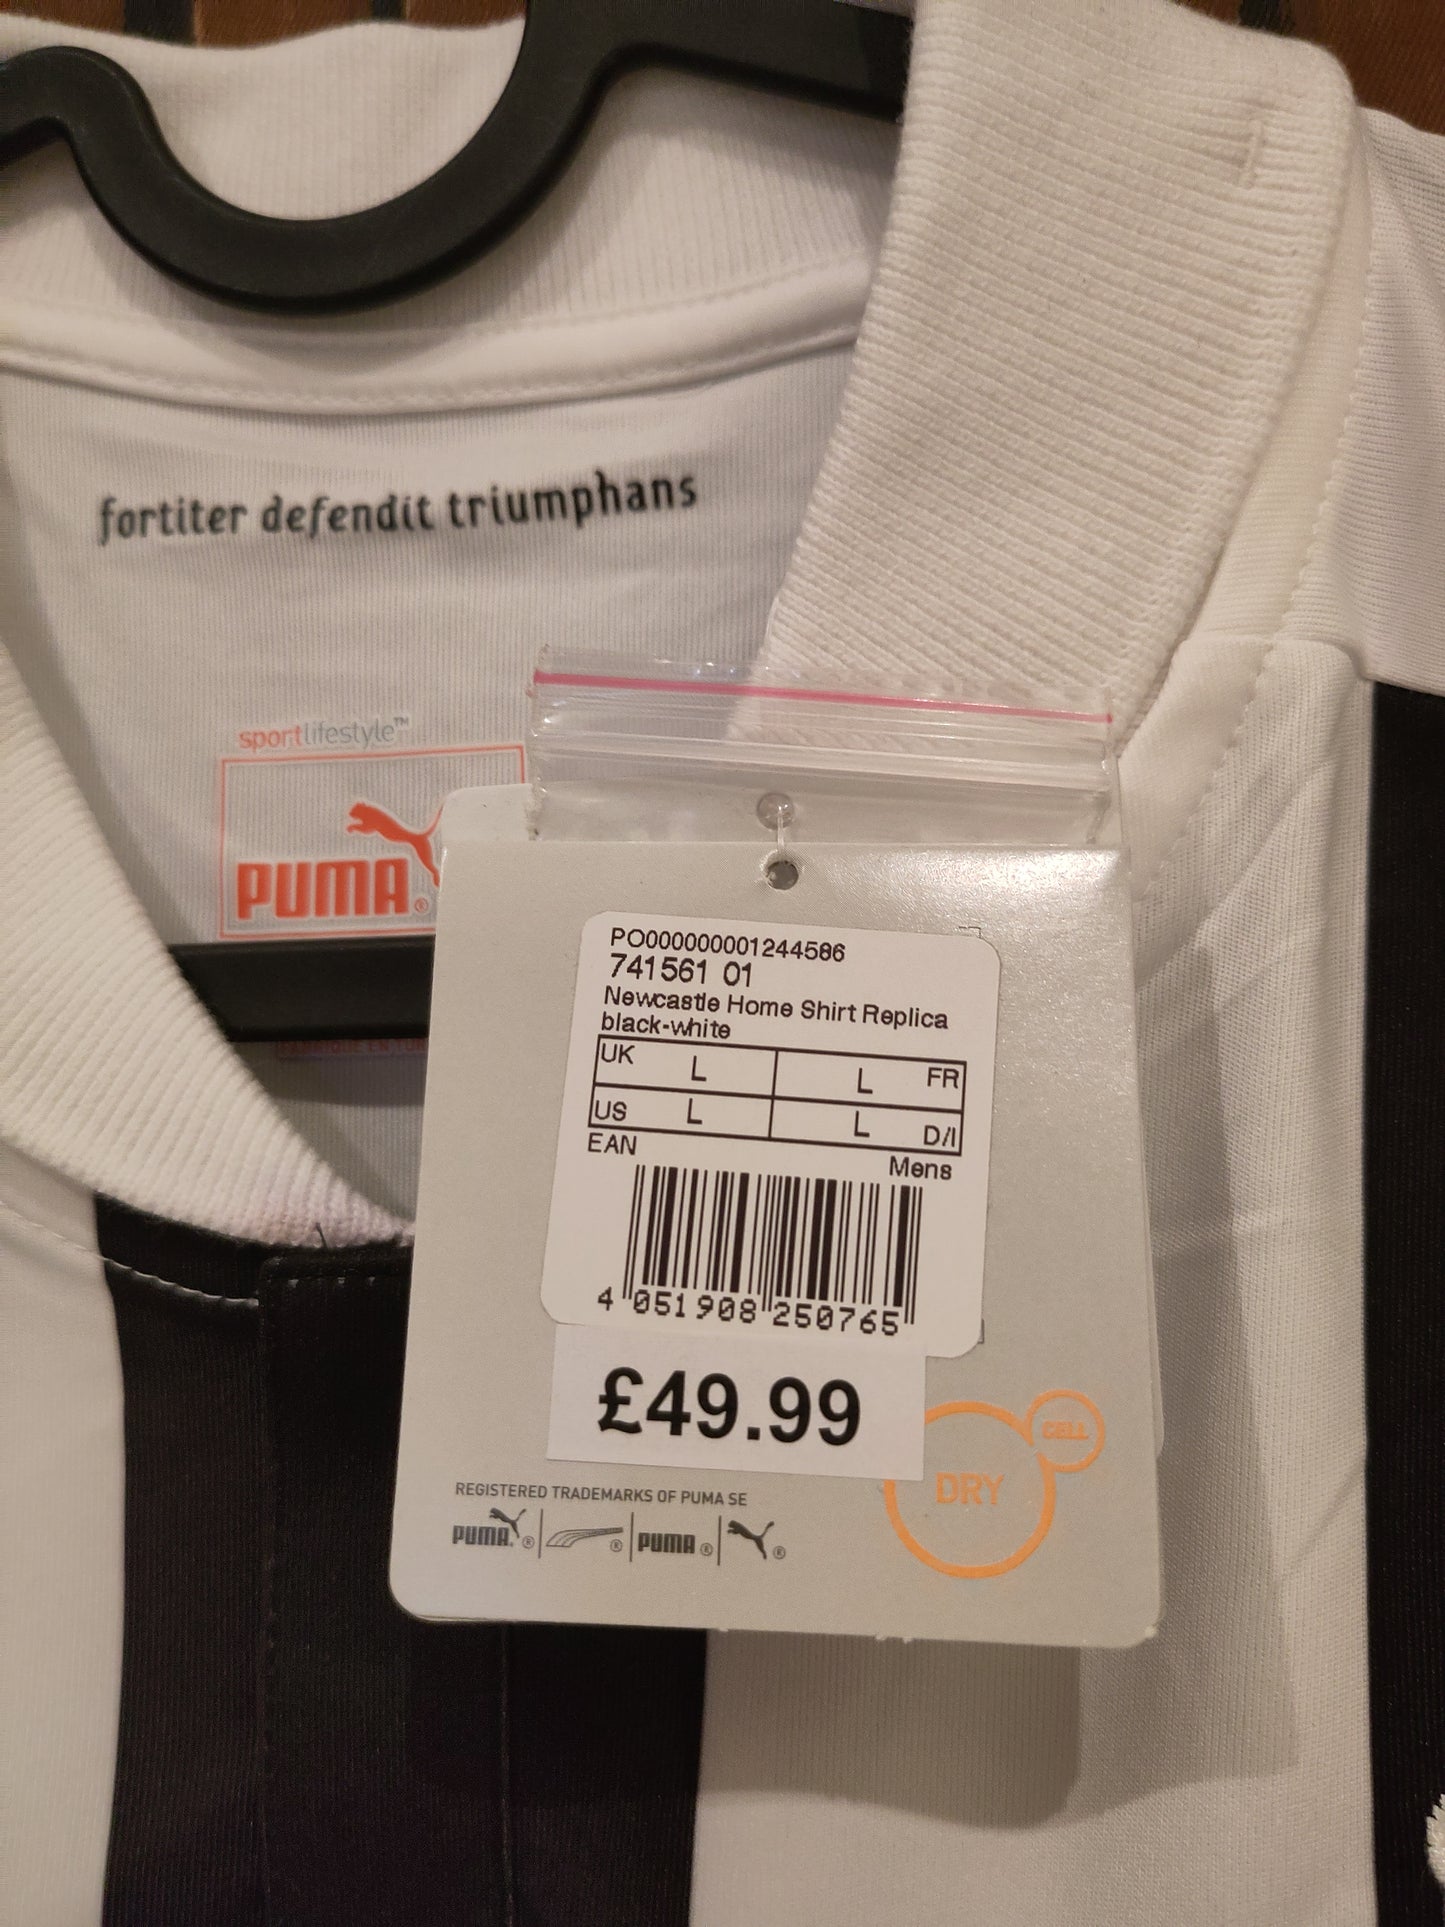 fortiter defendit triumphans
sportlifestyle™
PUMA®
PO000000001244586
741561 01
Newcastle Home Shirt Replica
black-white
UK L L FR
US L L D/I
EAN
Mens
4 051908 250765
£49.99
CELL
DRY
REGISTERED TRADEMARKS OF PUMA SE
PUMA® ® PUMA® ®